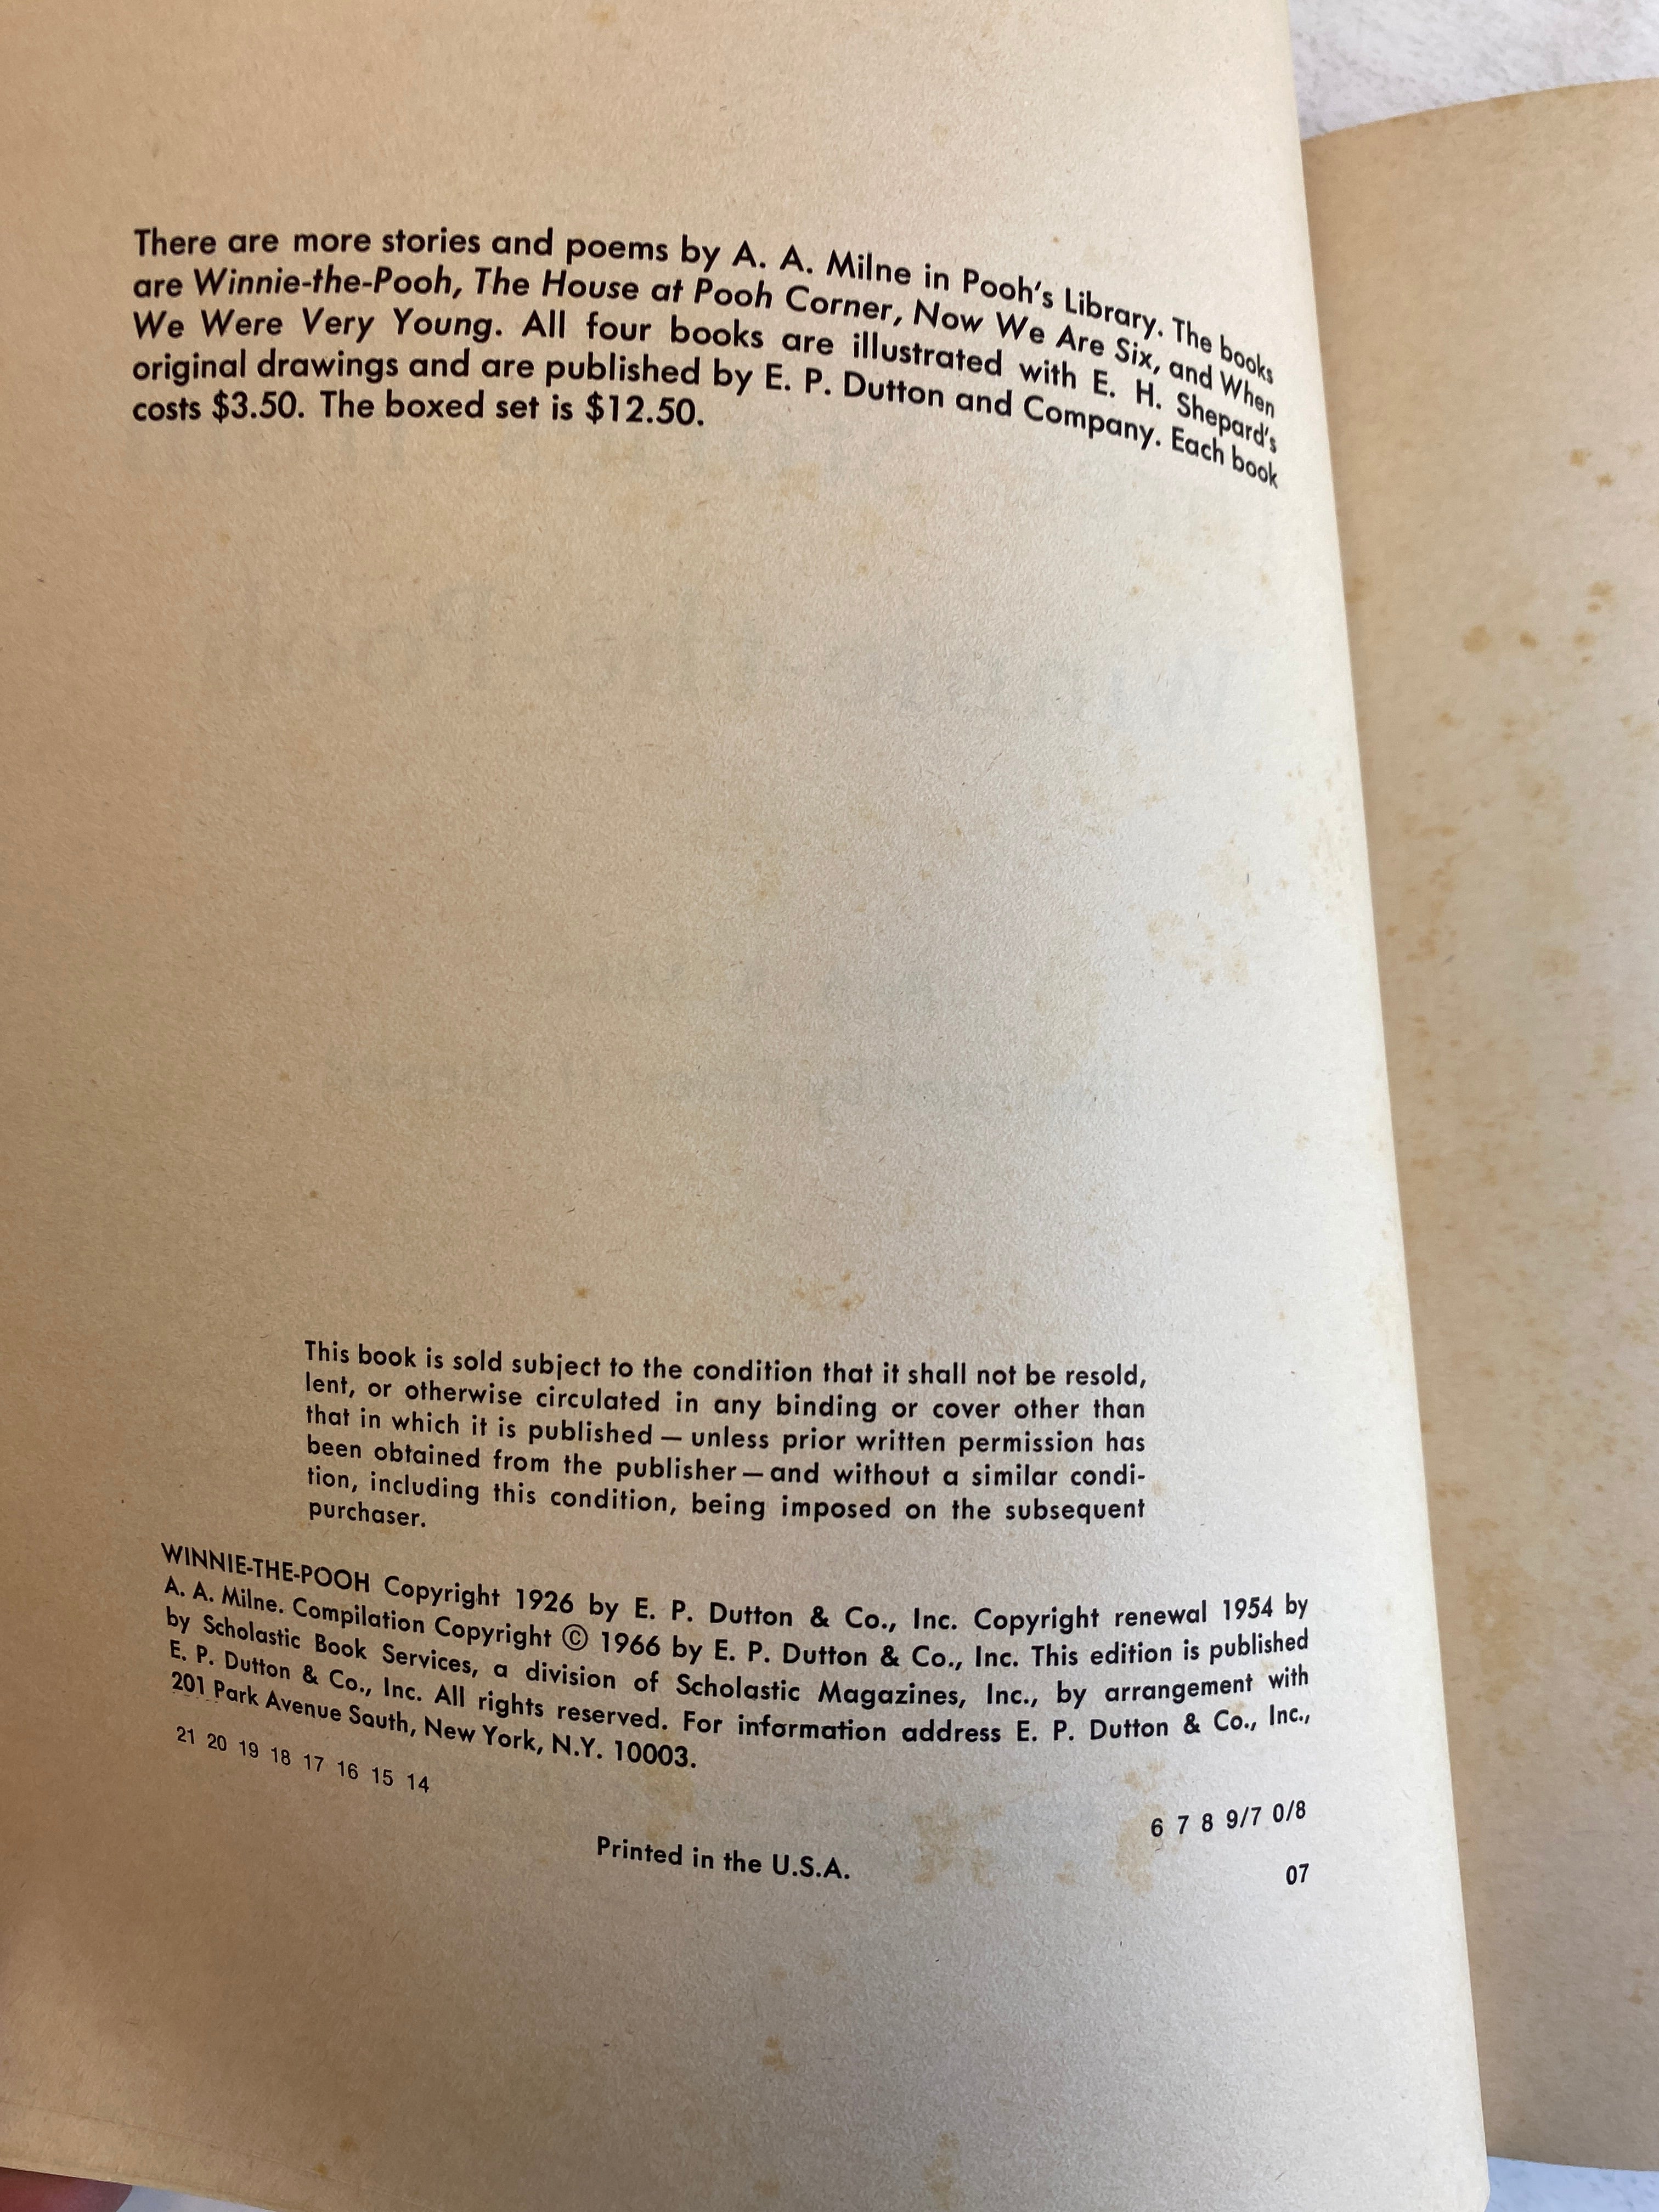 There are more stories and poems by A. A. Milne in Pooh's Library. The books
are Winnie-the-Pooh, The House at Pooh Corner, Now We Are Six, and When
We Were Very Young. All four books are illustrated with E. H. Shepard's
original drawings and are published by E. P. Dutton and Company. Each book
costs $3.50. The boxed set is $12.50.
This book is sold subject to the condition that it shall not be resold,
lent, or otherwise circulated in any binding or cover other than
that in which it is published — unless prior written permission has
been obtained from the publisher — and without a similar condi-
tion, including this condition, being imposed on the subsequent
purchaser.
WINNIE-THE-POOH Copyright 1926 by E. P. Dutton & Co., Inc. Copyright renewal 1954 by
A. A. Milne. Compilation Copyright © 1966 by E. P. Dutton & Co., Inc. This edition is published
by Scholastic Book Services, a division of Scholastic Magazines, Inc., by arrangement with
E. P. Dutton & Co., Inc. All rights reserved. For information address E. P. Dutton & Co., Inc.,
201 Park Avenue South, New York, N.Y. 10003.
21 20 19 18 17 16 15 14
6 7 8 9/7 0/8
Printed in the U.S.A.
07